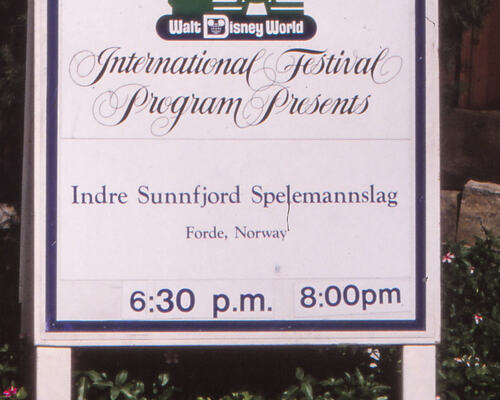 Walt Disney World
International Festival
Program Presents
Indre Sunnfjord Spelemannslag
Forde, Norway
6:30 p.m. 8:00pm